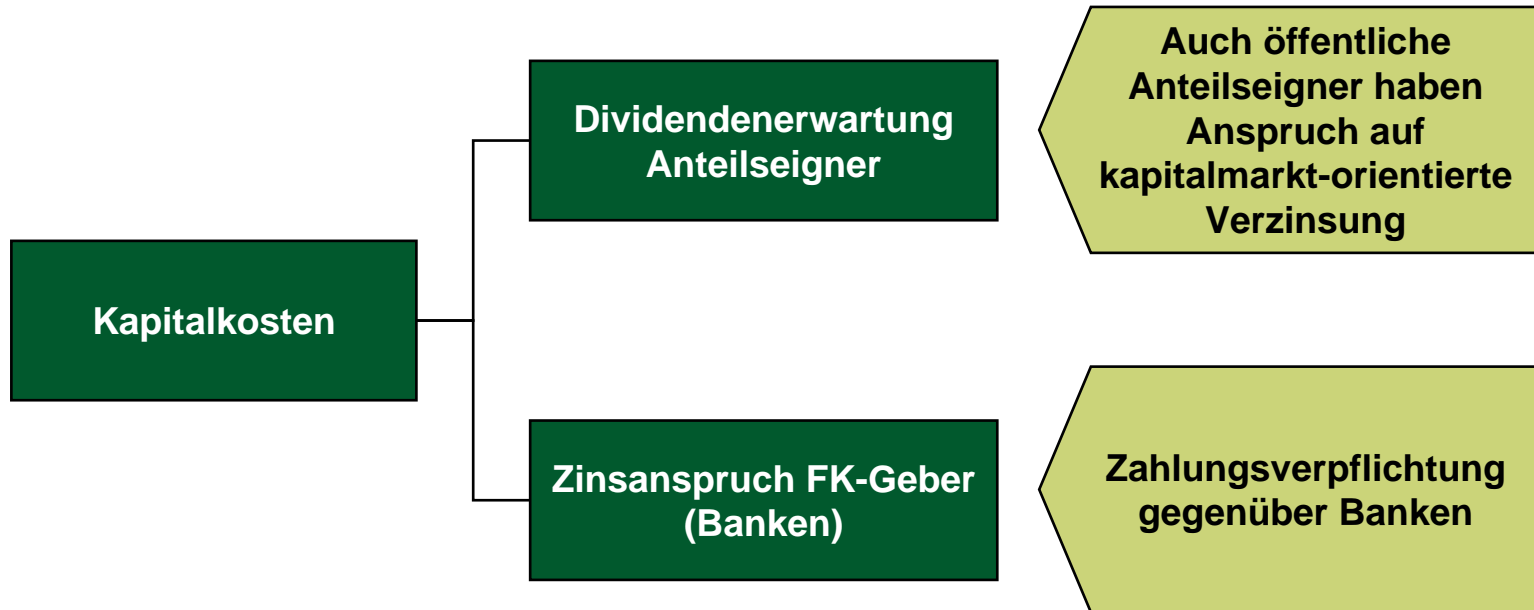 Kapitalkosten
Dividendenerwartung
Anteilseigner
Auch öffentliche
Anteilseigner haben
Anspruch auf
kapitalmarkt-orientierte
Verzinsung
Zinsanspruch FK-Geber
(Banken)
Zahlungsverpflichtung
gegenüber Banken